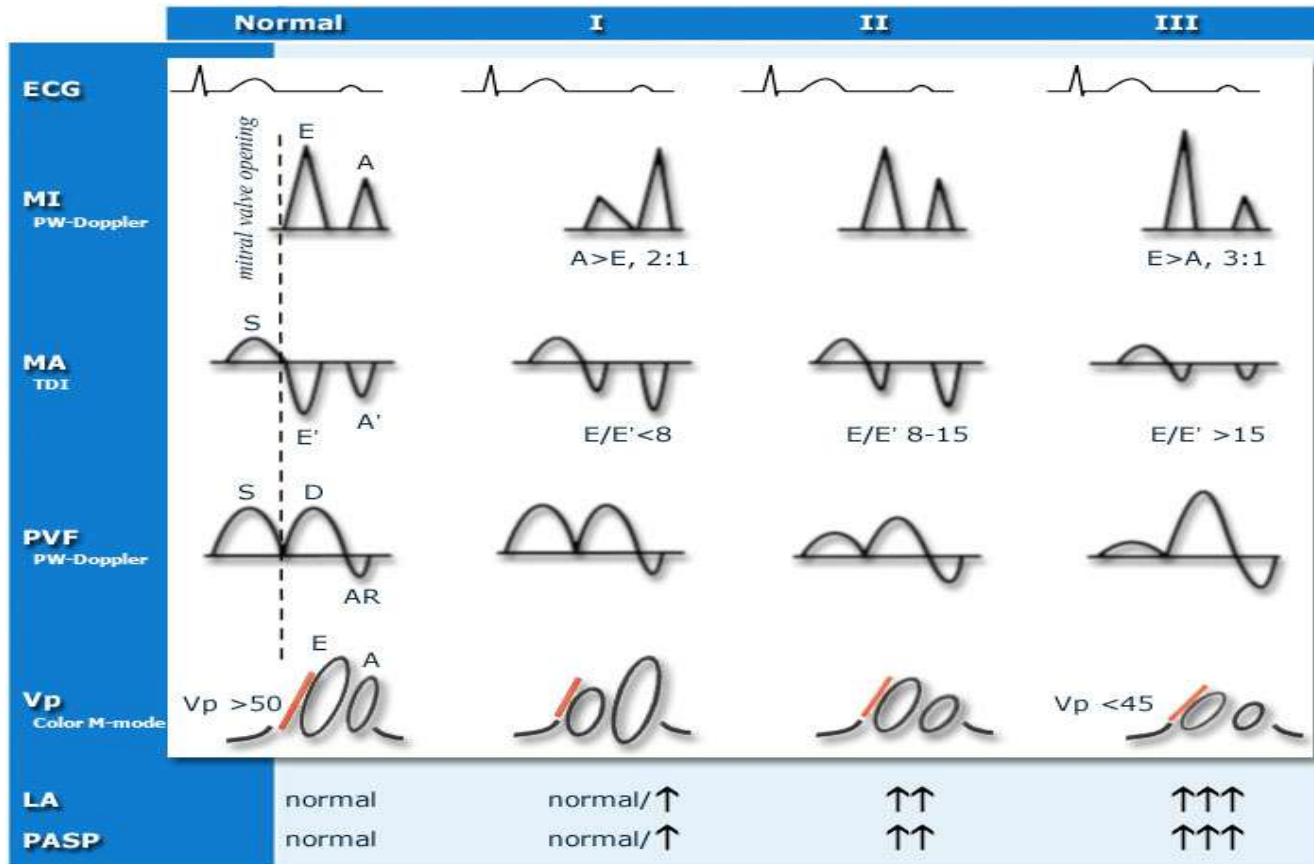 Normal I II III
ECG
mitral valve opening
E A
MI
PW-Doppler
A>E, 2:1 E>A, 3:1
S
MA
TDI
E' A' E/E'<8 E/E' 8-15 E/E' >15
S D
PVF
PW-Doppler
AR
E A
Vp
Color M-mode
Vp >50 Vp <45
LA normal normal/↑ ↑↑ ↑↑↑
PASP normal normal/↑ ↑↑ ↑↑↑